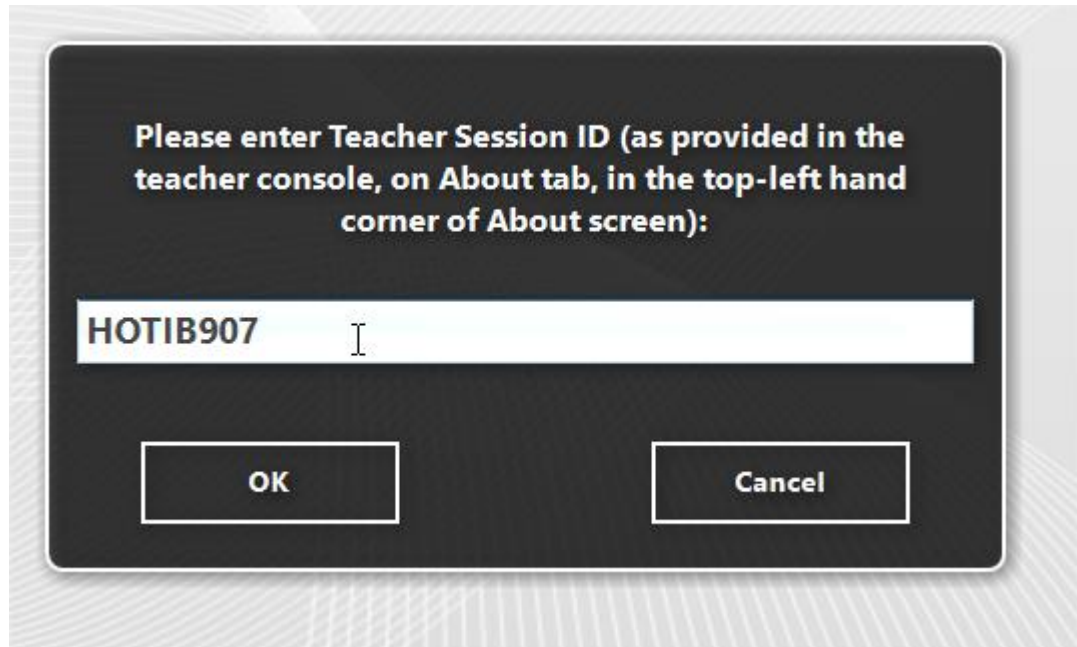 Please enter Teacher Session ID (as provided in the
teacher console, on About tab, in the top-left hand
corner of About screen):
HOTIB907
OK
Cancel